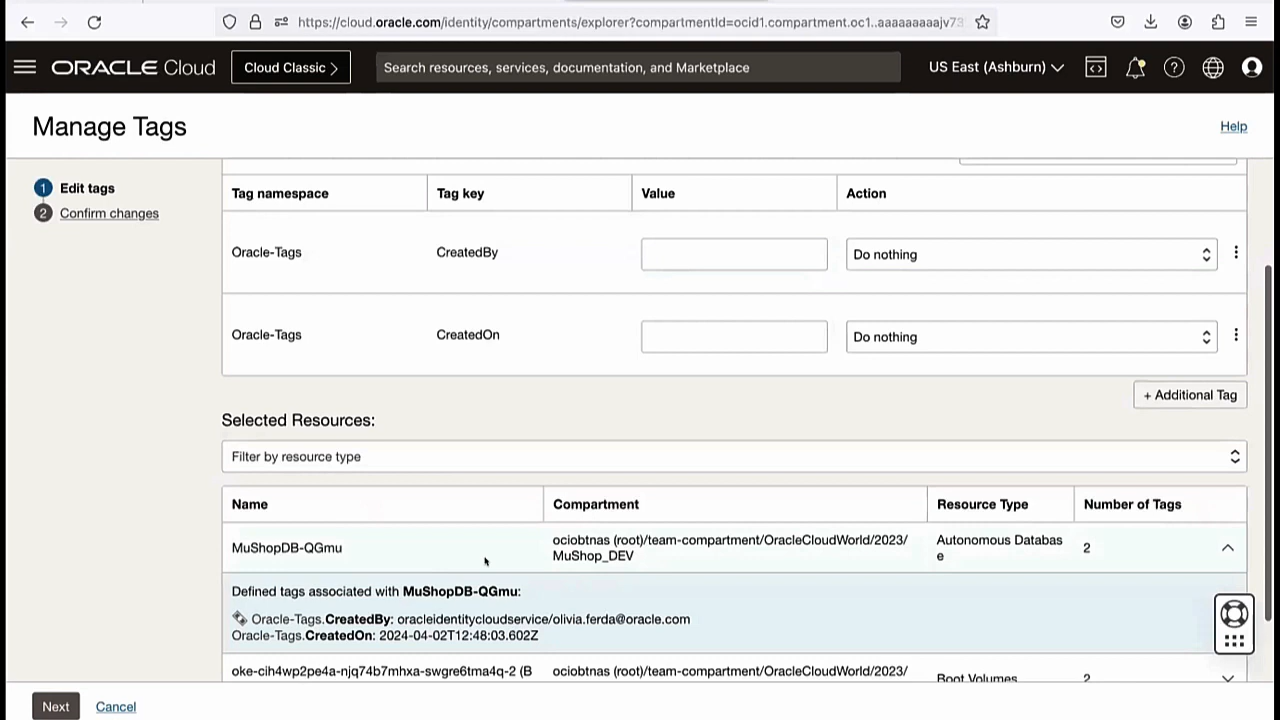 https://cloud.oracle.com/identity/compartments/explorer?compartmentId=ocid1.compartment.oc1..aaaaaaaaajv73
ORACLE Cloud
Cloud Classic >
Search resources, services, documentation, and Marketplace
US East (Ashburn)
Manage Tags
Help
1 Edit tags
2 Confirm changes
Tag namespace Tag key Value Action
Oracle-Tags CreatedBy Do nothing
Oracle-Tags CreatedOn Do nothing
+ Additional Tag
Selected Resources:
Filter by resource type
Name Compartment Resource Type Number of Tags
MuShopDB-QGmu ociobtnas (root)/team-compartment/OracleCloudWorld/2023/ Autonomous Databas 2
MuShop_DEV e
Defined tags associated with MuShopDB-QGmu:
Oracle-Tags.CreatedBy: oracleidentitycloudservice/olivia.ferda@oracle.com
Oracle-Tags.CreatedOn: 2024-04-02T12:48:03.602Z
oke-cih4wp2pe4a-njq74b7mhxa-swgre6tma4q-2 (B ociobtnas (root)/team-compartment/OracleCloudWorld/2023/ Root Volumes 2
Next Cancel